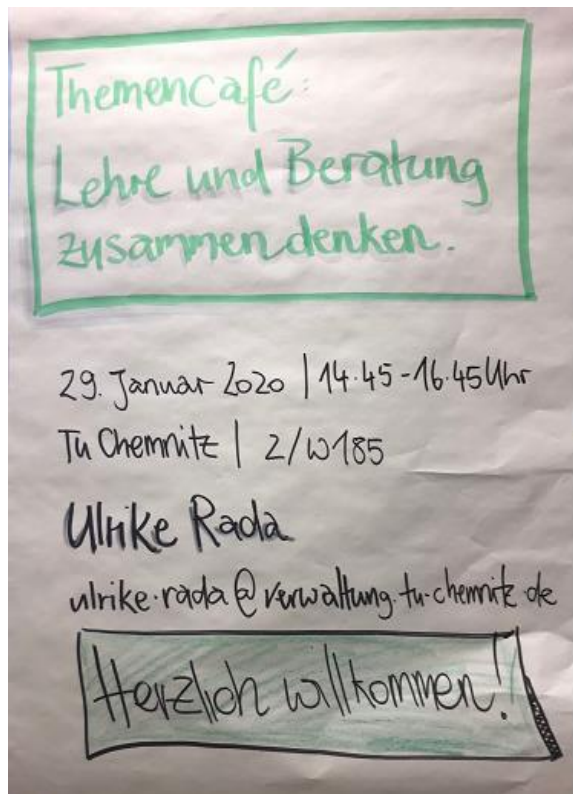 Themencafé:
Lehre und Beratung
zusammen denken.
29. Januar 2020 | 14.45-16.45 Uhr
TU Chemnitz | 2/W185
Ulrike Rada
ulrike.rada@verwaltung.tu-chemnitz.de
Herzlich willkommen!